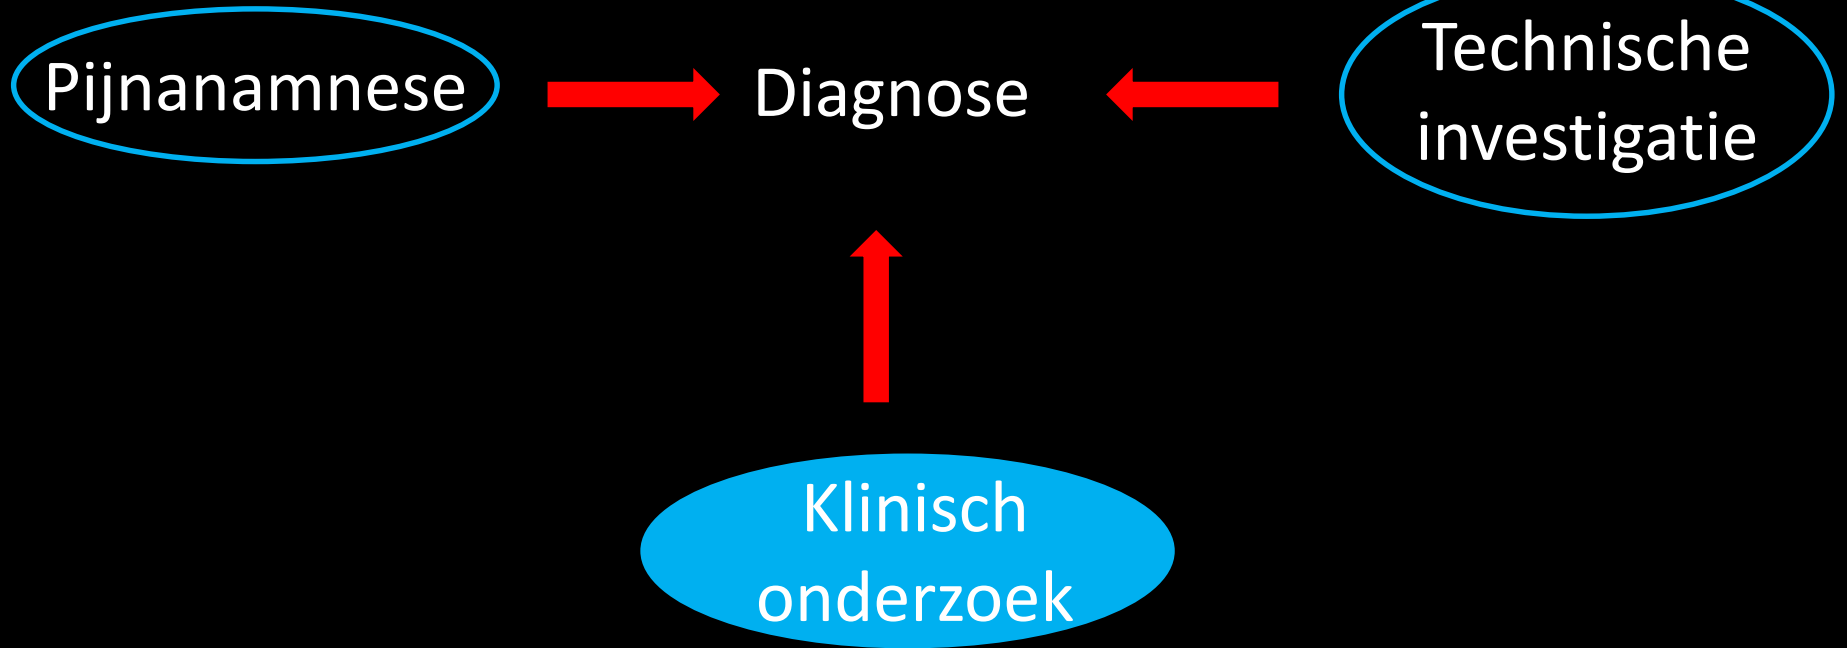 Pijnanamnese
Diagnose
Technische
investigatie
Klinisch
onderzoek